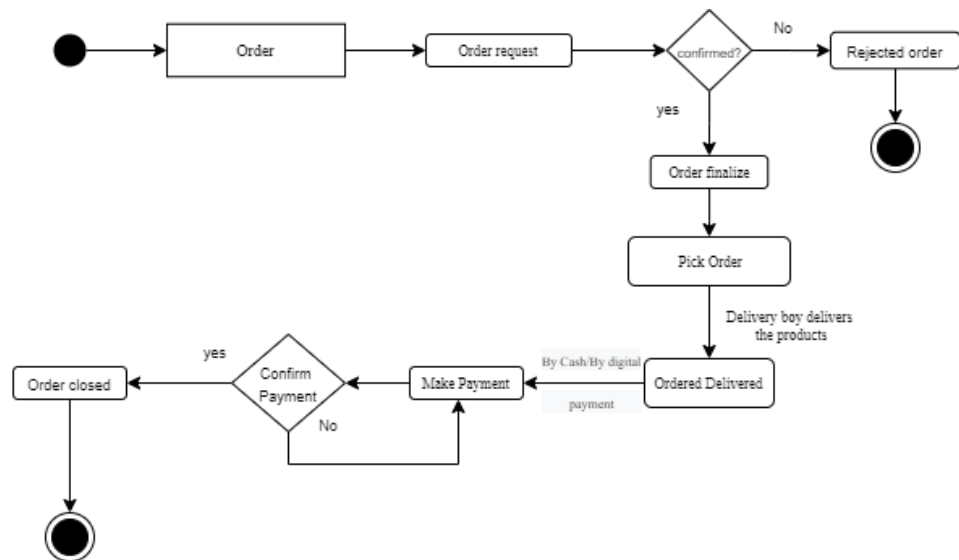 Order
Order request
confirmed?
No
Rejected order
yes
Order finalize
Pick Order
Delivery boy delivers
the products
By Cash/By digital
payment
Ordered Delivered
Make Payment
Confirm
Payment
No
yes
Order closed